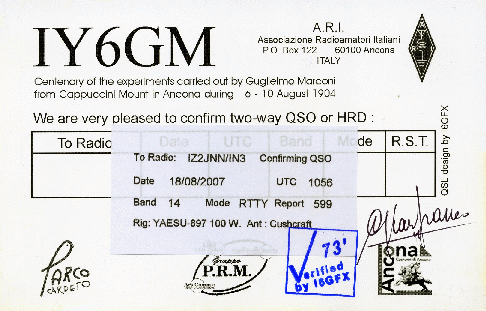 IY6GM
A.R.I.
Associazione Radioamatori Italiani
P.O. Box 122 60100 Ancona
ITALY
Centenary of the experiments carried out by Guglielmo Marconi
from Cappuccini Mount in Ancona during 6 - 10 August 1904
We are very pleased to confirm two-way QSO or HRD :
To Radio Date UTC Band Mode R.S.T.
To Radio: IZ2JNN/IN3 Confirming QSO
Date 18/08/2007 UTC 1056
Band 14 Mode RTTY Report 599
Rig: YAESU-897 100 W. Ant : Cushcraft
QSL design by 6GFX
PARCO
CARDETO
P.R.M.
73'
Verified
by I6GFX
Ancona